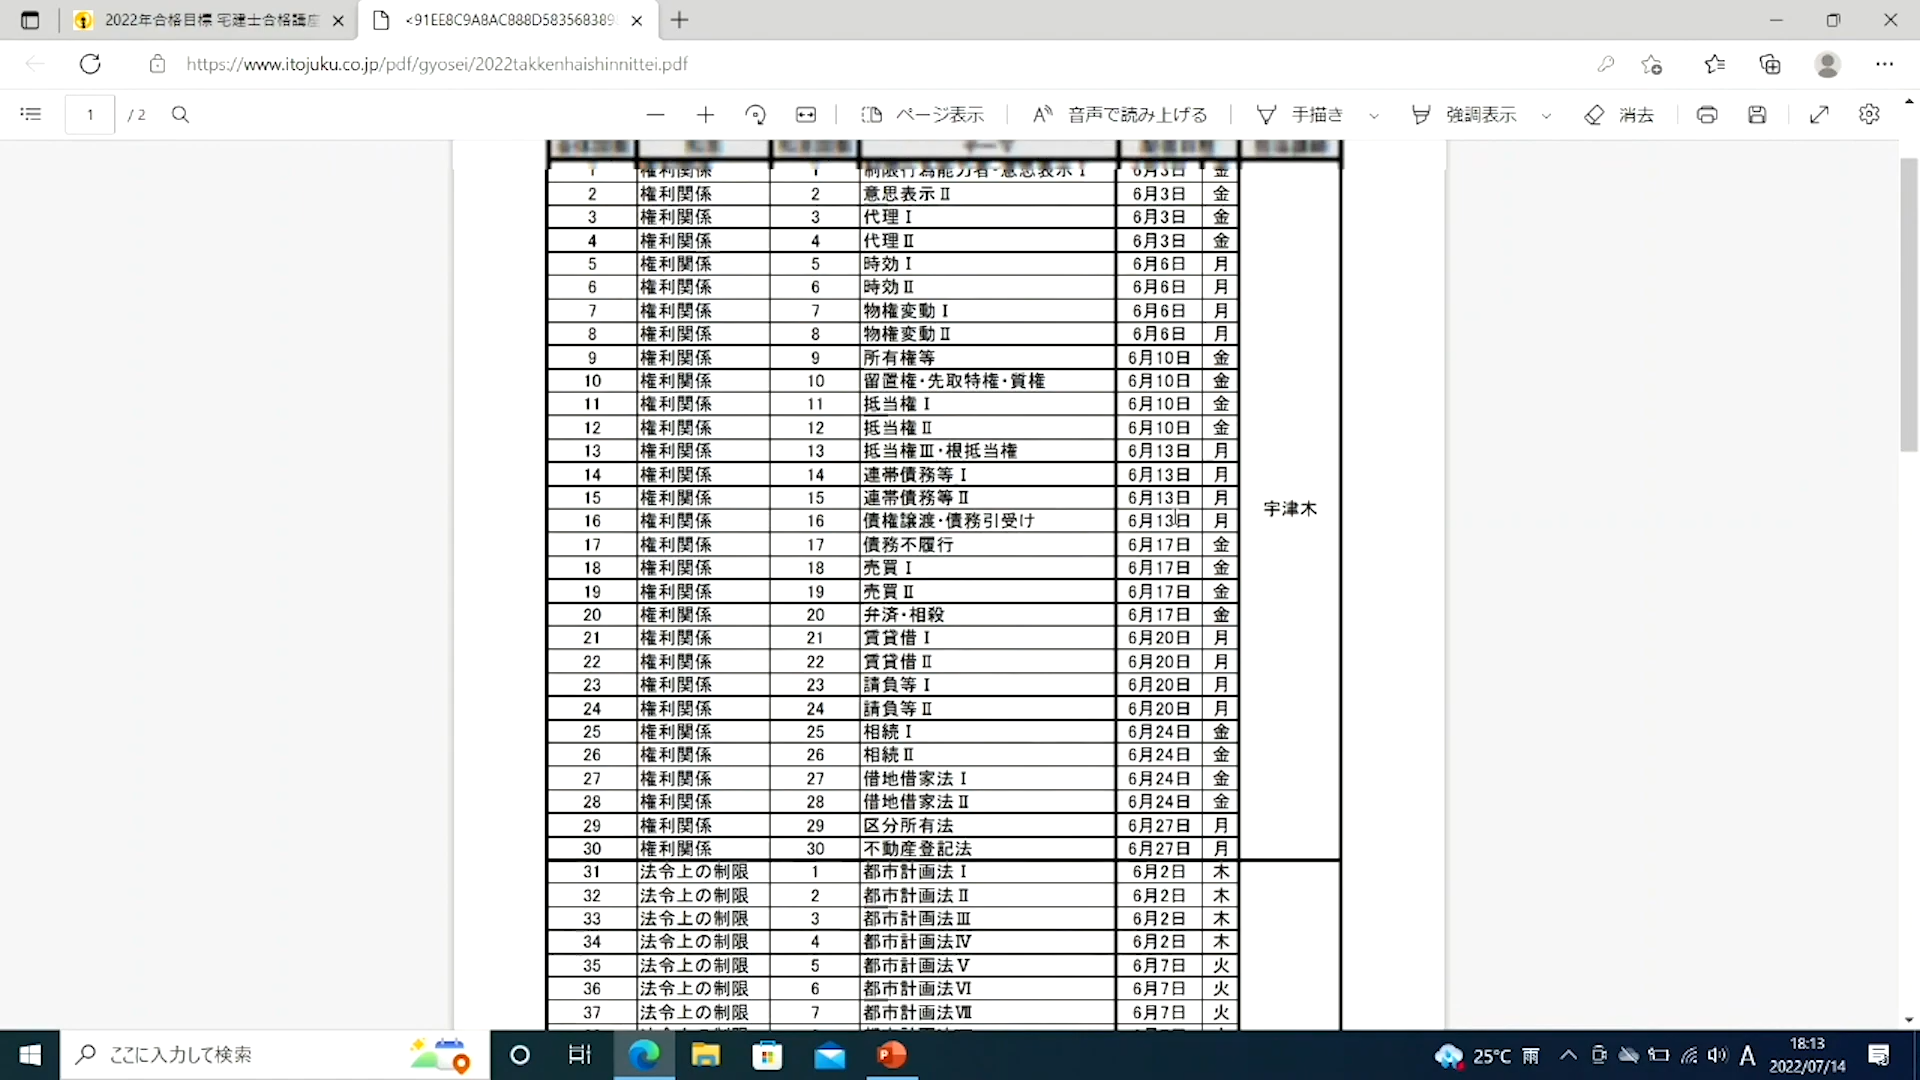 2022年合格目標 宅建士合格講座
<91EE8C9A8AC888D5835683890
https://www.itojuku.co.jp/pdf/gyosei/2022takkenhaishinnittei.pdf
1 / 2 ページ表示 音声で読み上げる 手描き 強調表示 消去
1 権利関係 1 制限行為能力者・意思表示Ⅰ 6月3日 金
2 権利関係 2 意思表示Ⅱ 6月3日 金
3 権利関係 3 代理Ⅰ 6月3日 金
4 権利関係 4 代理Ⅱ 6月3日 金
5 権利関係 5 時効Ⅰ 6月6日 月
6 権利関係 6 時効Ⅱ 6月6日 月
7 権利関係 7 物権変動Ⅰ 6月6日 月
8 権利関係 8 物権変動Ⅱ 6月6日 月
9 権利関係 9 所有権等 6月10日 金
10 権利関係 10 留置権・先取特権・質権 6月10日 金
11 権利関係 11 抵当権Ⅰ 6月10日 金
12 権利関係 12 抵当権Ⅱ 6月10日 金
13 権利関係 13 抵当権Ⅲ・根抵当権 6月13日 月
14 権利関係 14 連帯債務等Ⅰ 6月13日 月
15 権利関係 15 連帯債務等Ⅱ 6月13日 月
宇津木
16 権利関係 16 債権譲渡・債務引受け 6月13日 月
17 権利関係 17 債務不履行 6月17日 金
18 権利関係 18 売買Ⅰ 6月17日 金
19 権利関係 19 売買Ⅱ 6月17日 金
20 権利関係 20 弁済・相殺 6月17日 金
21 権利関係 21 賃貸借Ⅰ 6月20日 月
22 権利関係 22 賃貸借Ⅱ 6月20日 月
23 権利関係 23 請負等Ⅰ 6月20日 月
24 権利関係 24 請負等Ⅱ 6月20日 月
25 権利関係 25 相続Ⅰ 6月24日 金
26 権利関係 26 相続Ⅱ 6月24日 金
27 権利関係 27 借地借家法Ⅰ 6月24日 金
28 権利関係 28 借地借家法Ⅱ 6月24日 金
29 権利関係 29 区分所有法 6月27日 月
30 権利関係 30 不動産登記法 6月27日 月
31 法令上の制限 1 都市計画法Ⅰ 6月2日 木
32 法令上の制限 2 都市計画法Ⅱ 6月2日 木
33 法令上の制限 3 都市計画法Ⅲ 6月2日 木
34 法令上の制限 4 都市計画法Ⅳ 6月2日 木
35 法令上の制限 5 都市計画法Ⅴ 6月7日 火
36 法令上の制限 6 都市計画法Ⅵ 6月7日 火
37 法令上の制限 7 都市計画法Ⅶ 6月7日 火
ここに入力して検索
25°C 雨
A
18:13
2022/07/14